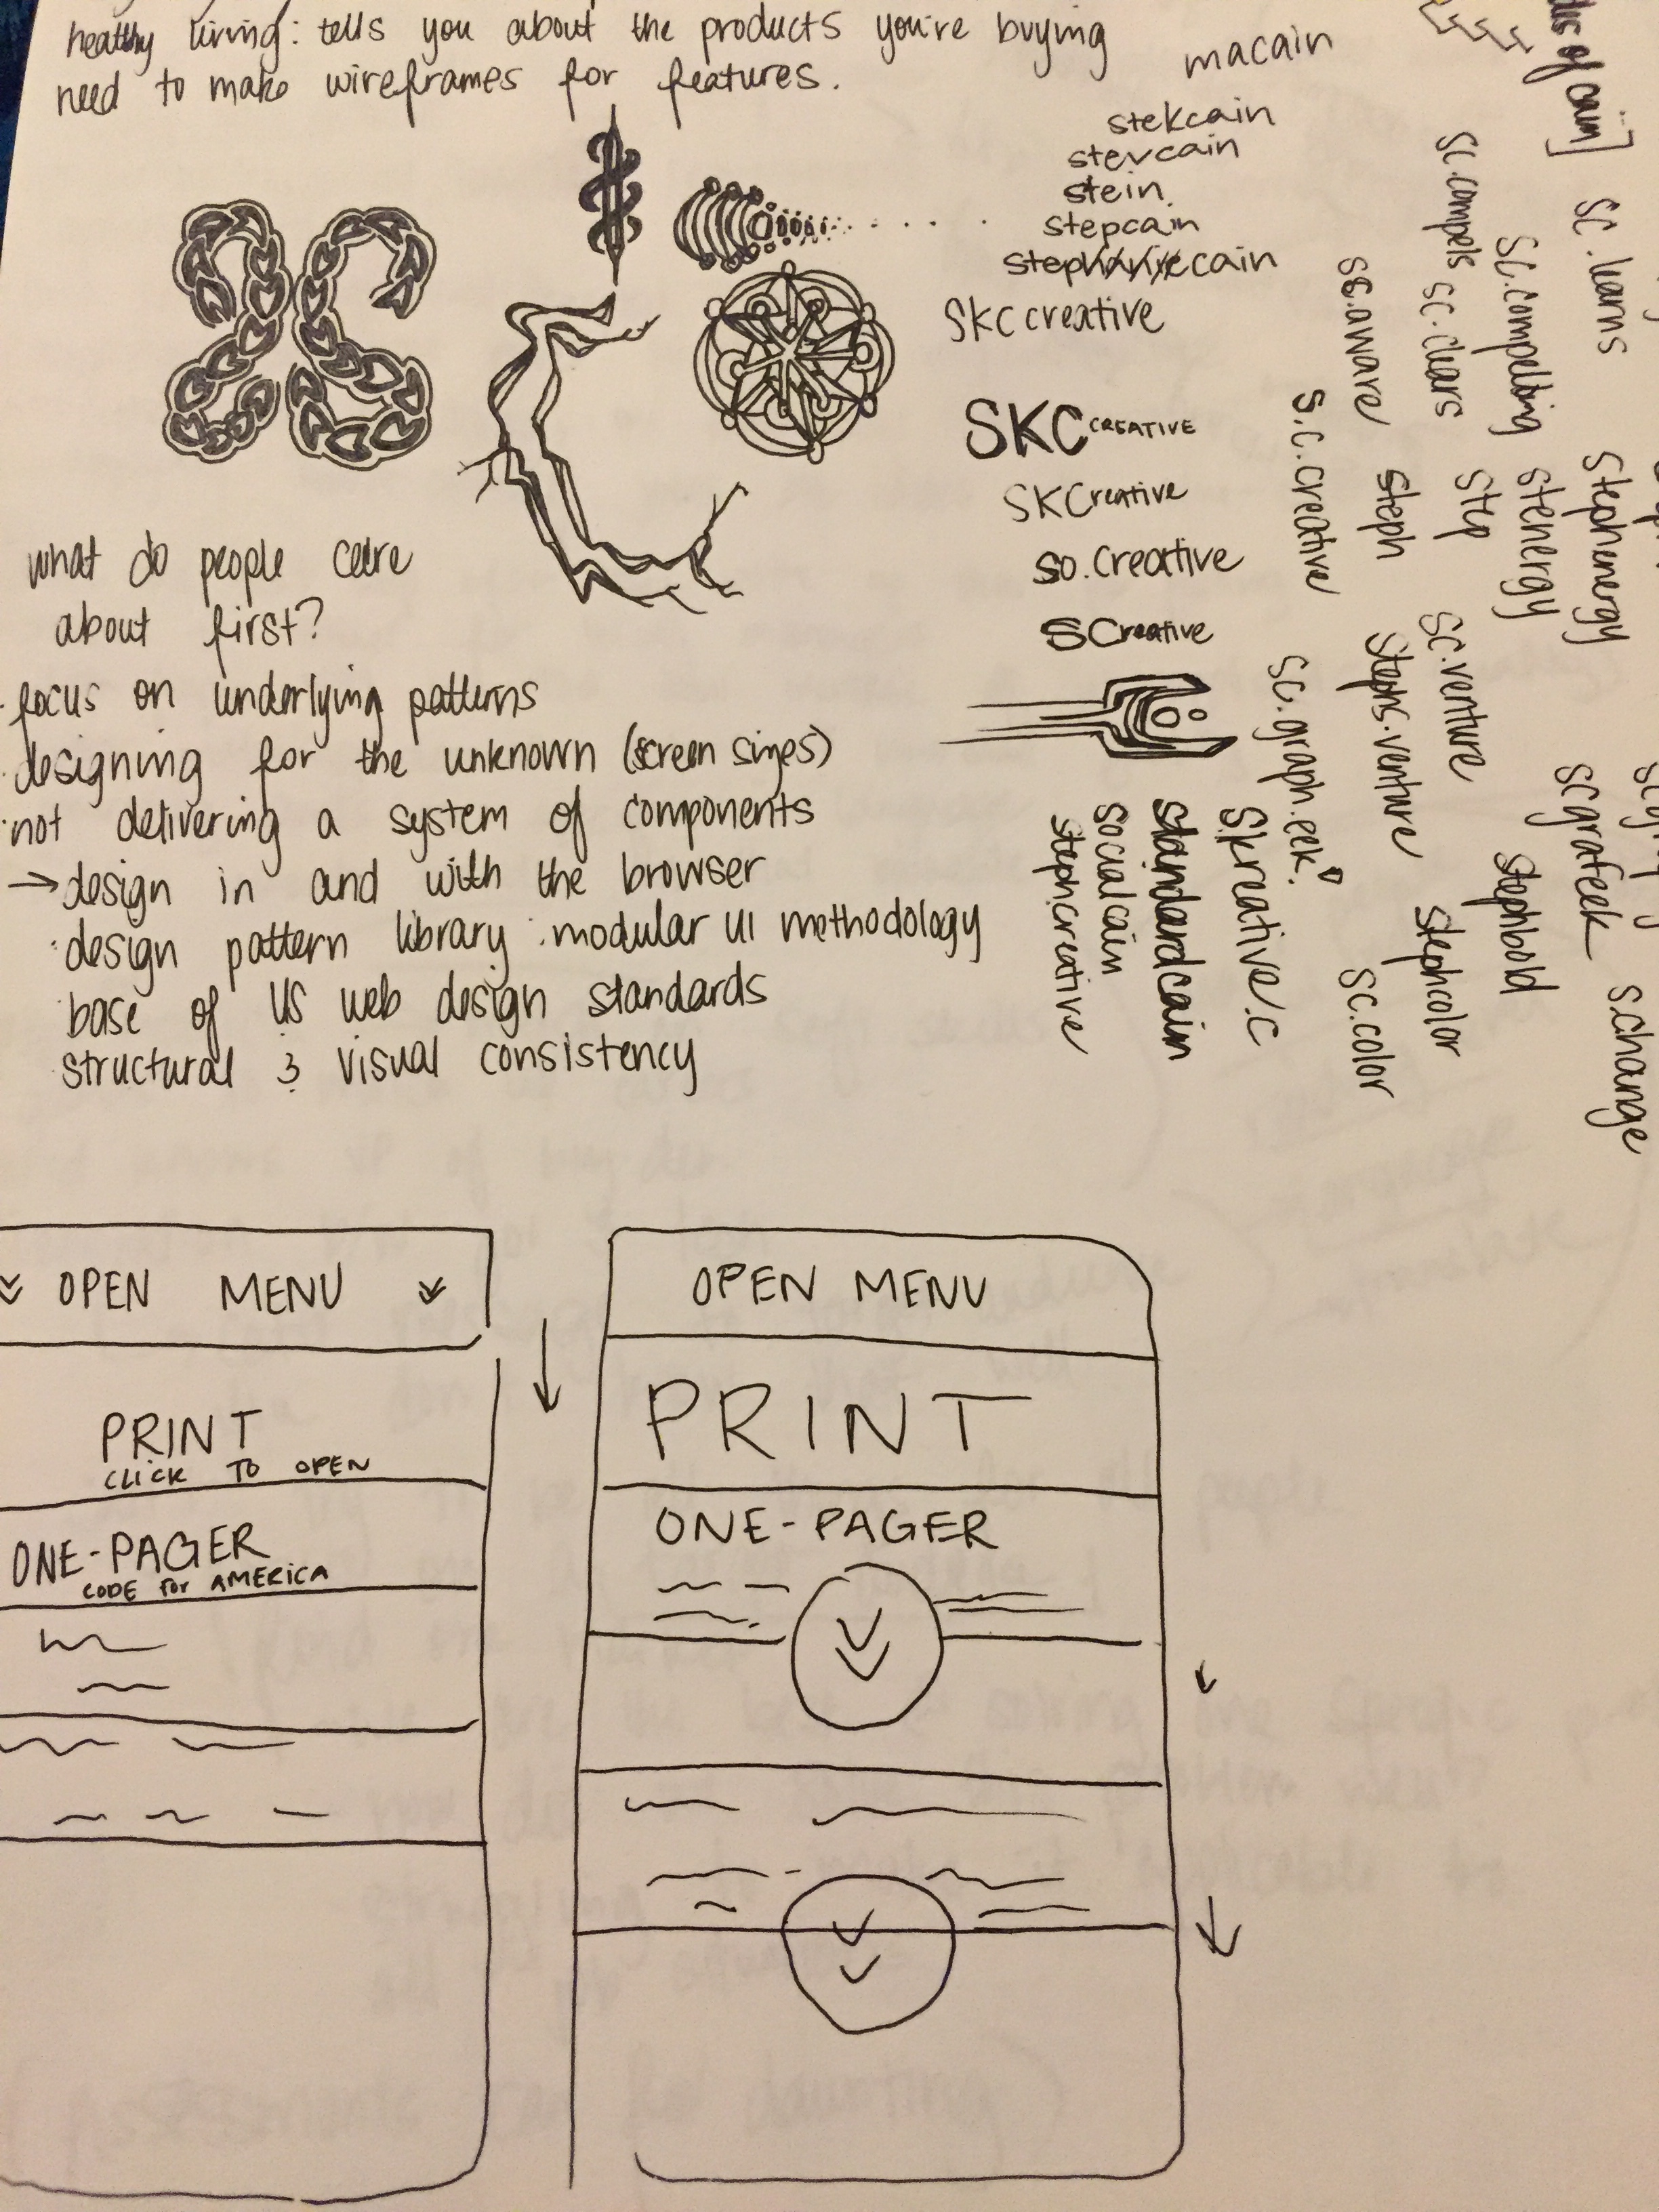 healthy living: tells you about the products you're buying
need to make wireframes for features.
macain
stekcain
stevcain
stein
stepcain
stephaniecain
SKCcreative
SKC CREATIVE
SKCreative
so.creative
SCreative
what do people care
about first?
focus on underlying patterns
designing for the unknown (screen sizes)
not delivering a system of components
→ design in and with the browser
design pattern library: modular UI methodology
base of US web design standards
structural & visual consistency
of cain]
sc.compels
sc.learns
sc.compelling
sc.clears
sc.aware
s.c.creative
steph
step
stenergy
stephenergy
sc.venture
stephs.venture
sc.graph.eek.
scgrafeek
stephbold
stephcolor
sc.color
s.change
Skreative/c
standardcain
socialcain
stephcreative
OPEN MENU
PRINT
CLICK TO OPEN
ONE-PAGER
CODE for AMERICA
OPEN MENU
PRINT
ONE-PAGER